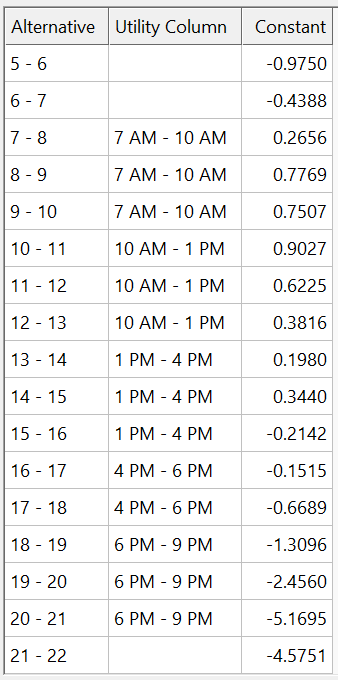 Alternative Utility Column Constant
5 - 6 -0.9750
6 - 7 -0.4388
7 - 8 7 AM - 10 AM 0.2656
8 - 9 7 AM - 10 AM 0.7769
9 - 10 7 AM - 10 AM 0.7507
10 - 11 10 AM - 1 PM 0.9027
11 - 12 10 AM - 1 PM 0.6225
12 - 13 10 AM - 1 PM 0.3816
13 - 14 1 PM - 4 PM 0.1980
14 - 15 1 PM - 4 PM 0.3440
15 - 16 1 PM - 4 PM -0.2142
16 - 17 4 PM - 6 PM -0.1515
17 - 18 4 PM - 6 PM -0.6689
18 - 19 6 PM - 9 PM -1.3096
19 - 20 6 PM - 9 PM -2.4560
20 - 21 6 PM - 9 PM -5.1695
21 - 22 -4.5751